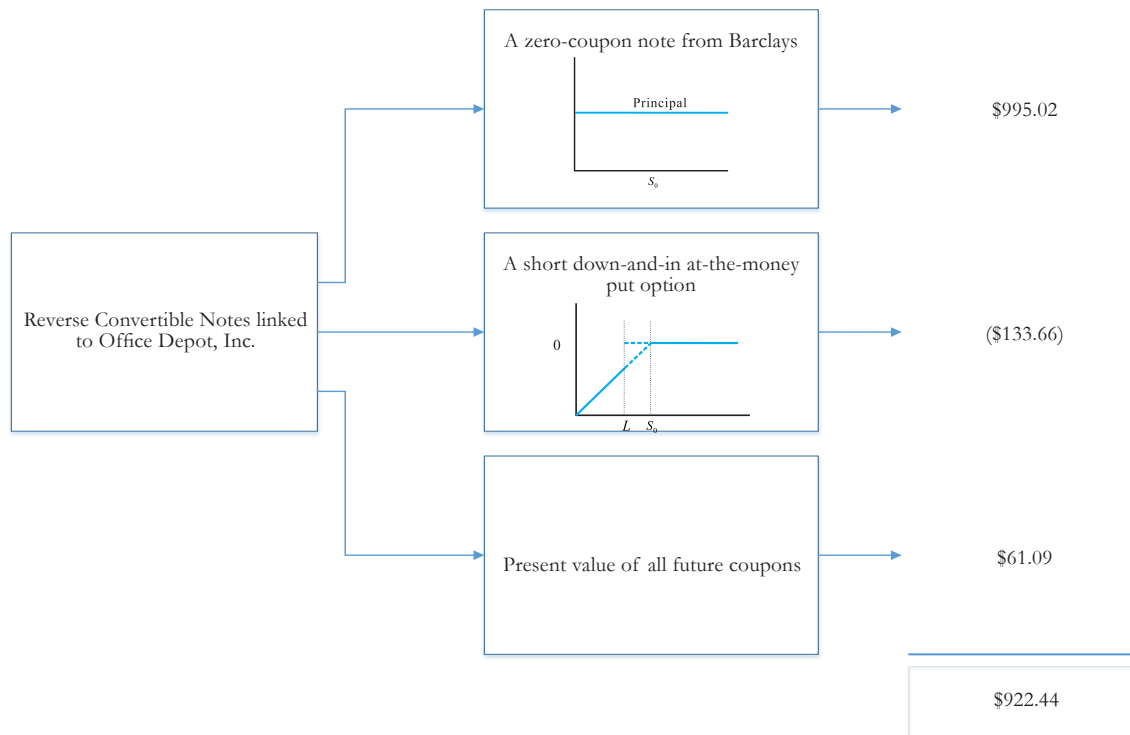 A zero-coupon note from Barclays
Principal
S₀
$995.02
Reverse Convertible Notes linked
to Office Depot, Inc.
A short down-and-in at-the-money
put option
0
L
S₀
($133.66)
Present value of all future coupons
$61.09
$922.44